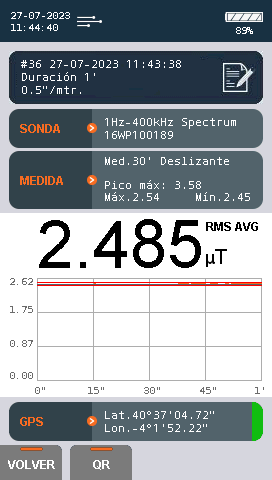 27-07-2023
11:44:40
89%
#36 27-07-2023 11:43:38
Duración 1'
0.5"/mtr.
SONDA
1Hz-400kHz Spectrum
16WP100189
MEDIDA
Med.30' Deslizante
Pico máx: 3.58
Máx.2.54 Mín.2.45
2.485 RMS AVG
µT
2.62
1.75
0.87
0.00
0" 15" 30" 45" 1'
GPS
Lat.40°37'04.72"
Lon.-4°1'52.22"
VOLVER QR